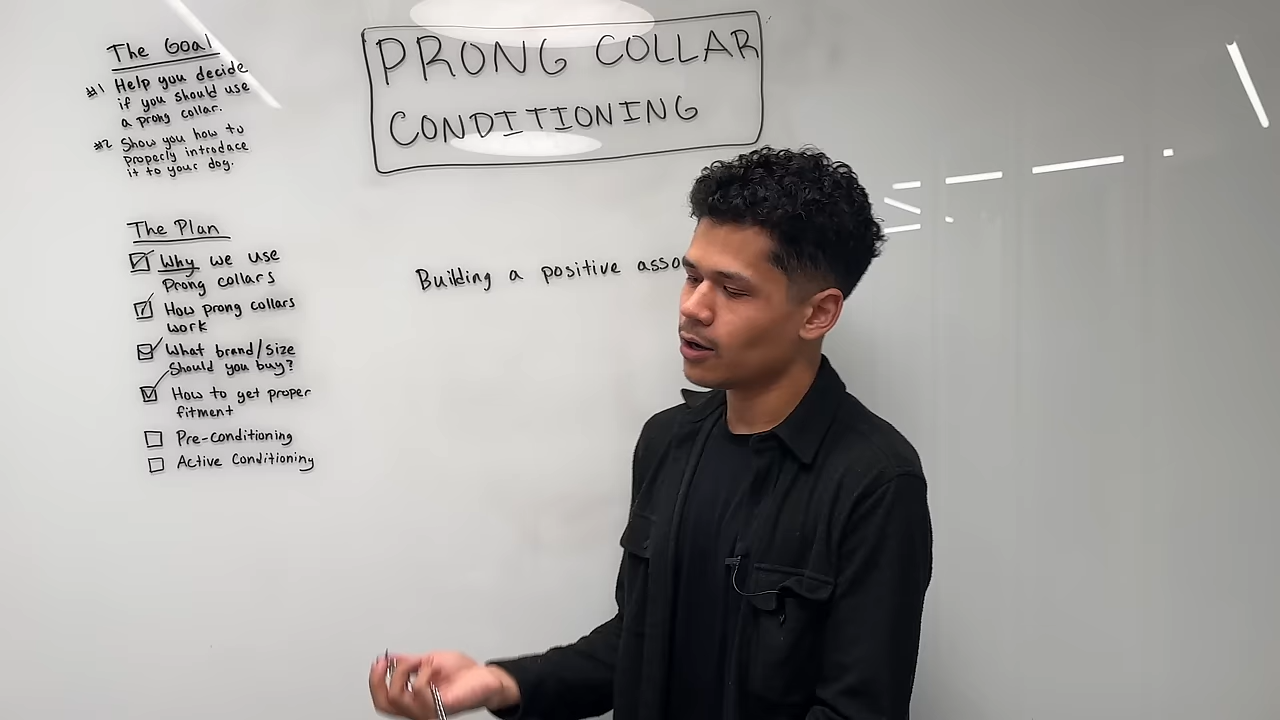 The Goal
#1 Help you decide
if you should use
a prong collar.
#2 Show you how to
properly introduce
it to your dog.
PRONG COLLAR
CONDITIONING
The Plan
Why we use
Prong collars
How prong collars
work
What brand/size
Should you buy?
How to get proper
fitment
Pre-conditioning
Active Conditioning
Building a positive